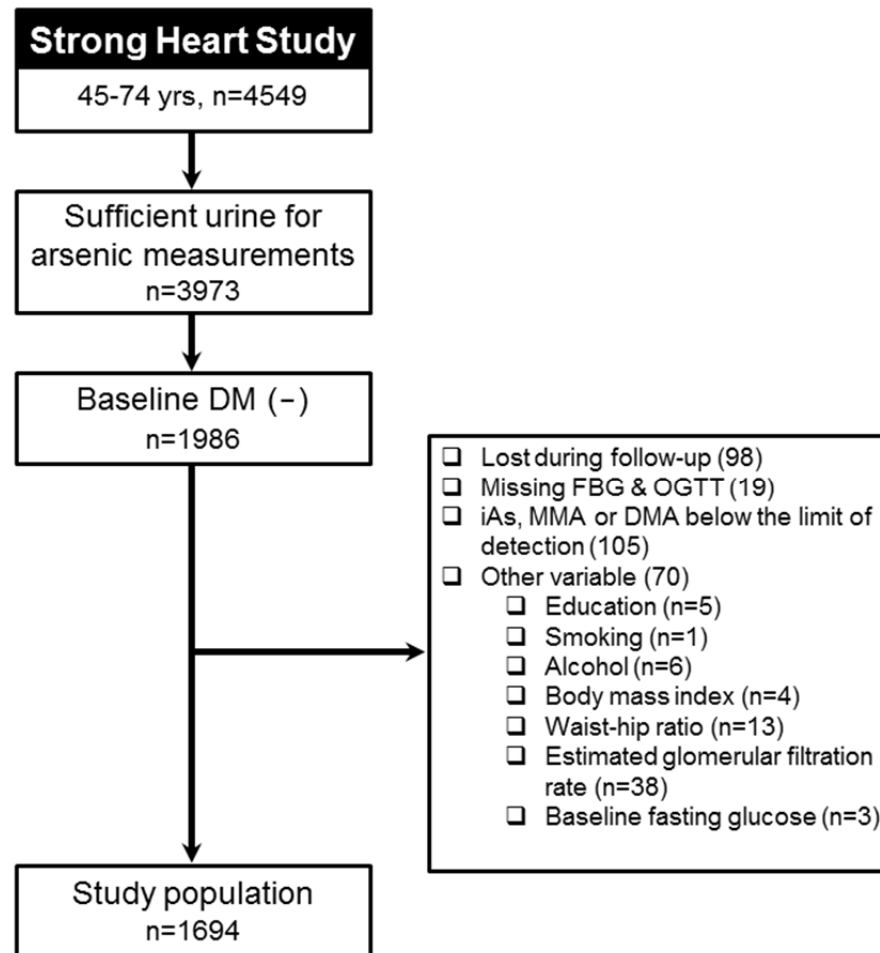 Strong Heart Study
45-74 yrs, n=4549
Sufficient urine for
arsenic measurements
n=3973
Baseline DM (−)
n=1986
❑ Lost during follow-up (98)
❑ Missing FBG & OGTT (19)
❑ iAs, MMA or DMA below the limit of
detection (105)
❑ Other variable (70)
❑ Education (n=5)
❑ Smoking (n=1)
❑ Alcohol (n=6)
❑ Body mass index (n=4)
❑ Waist-hip ratio (n=13)
❑ Estimated glomerular filtration
rate (n=38)
❑ Baseline fasting glucose (n=3)
Study population
n=1694